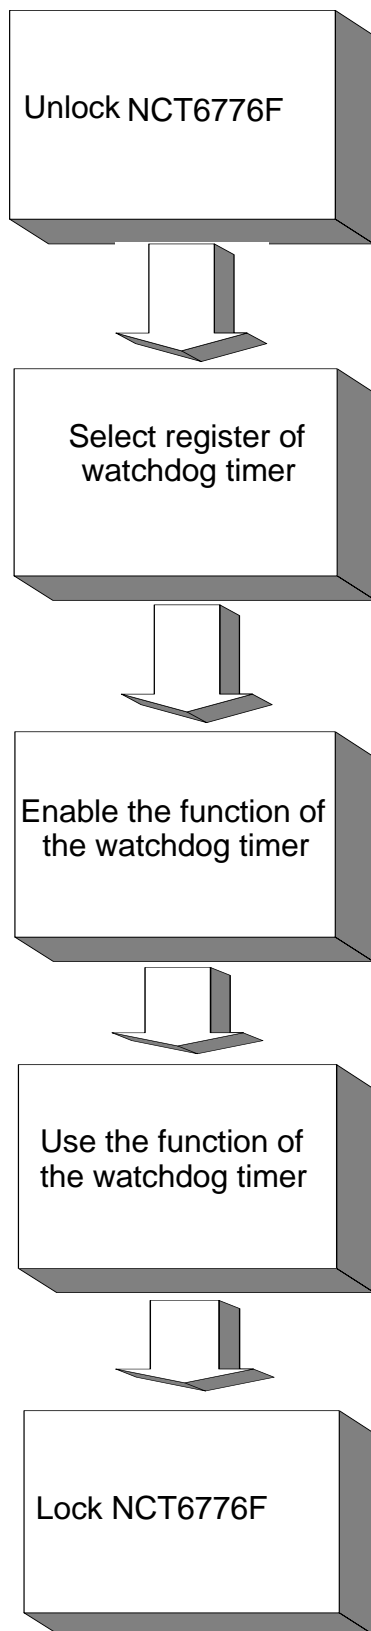 Unlock NCT6776F
Select register of
watchdog timer
Enable the function of
the watchdog timer
Use the function of
the watchdog timer
Lock NCT6776F